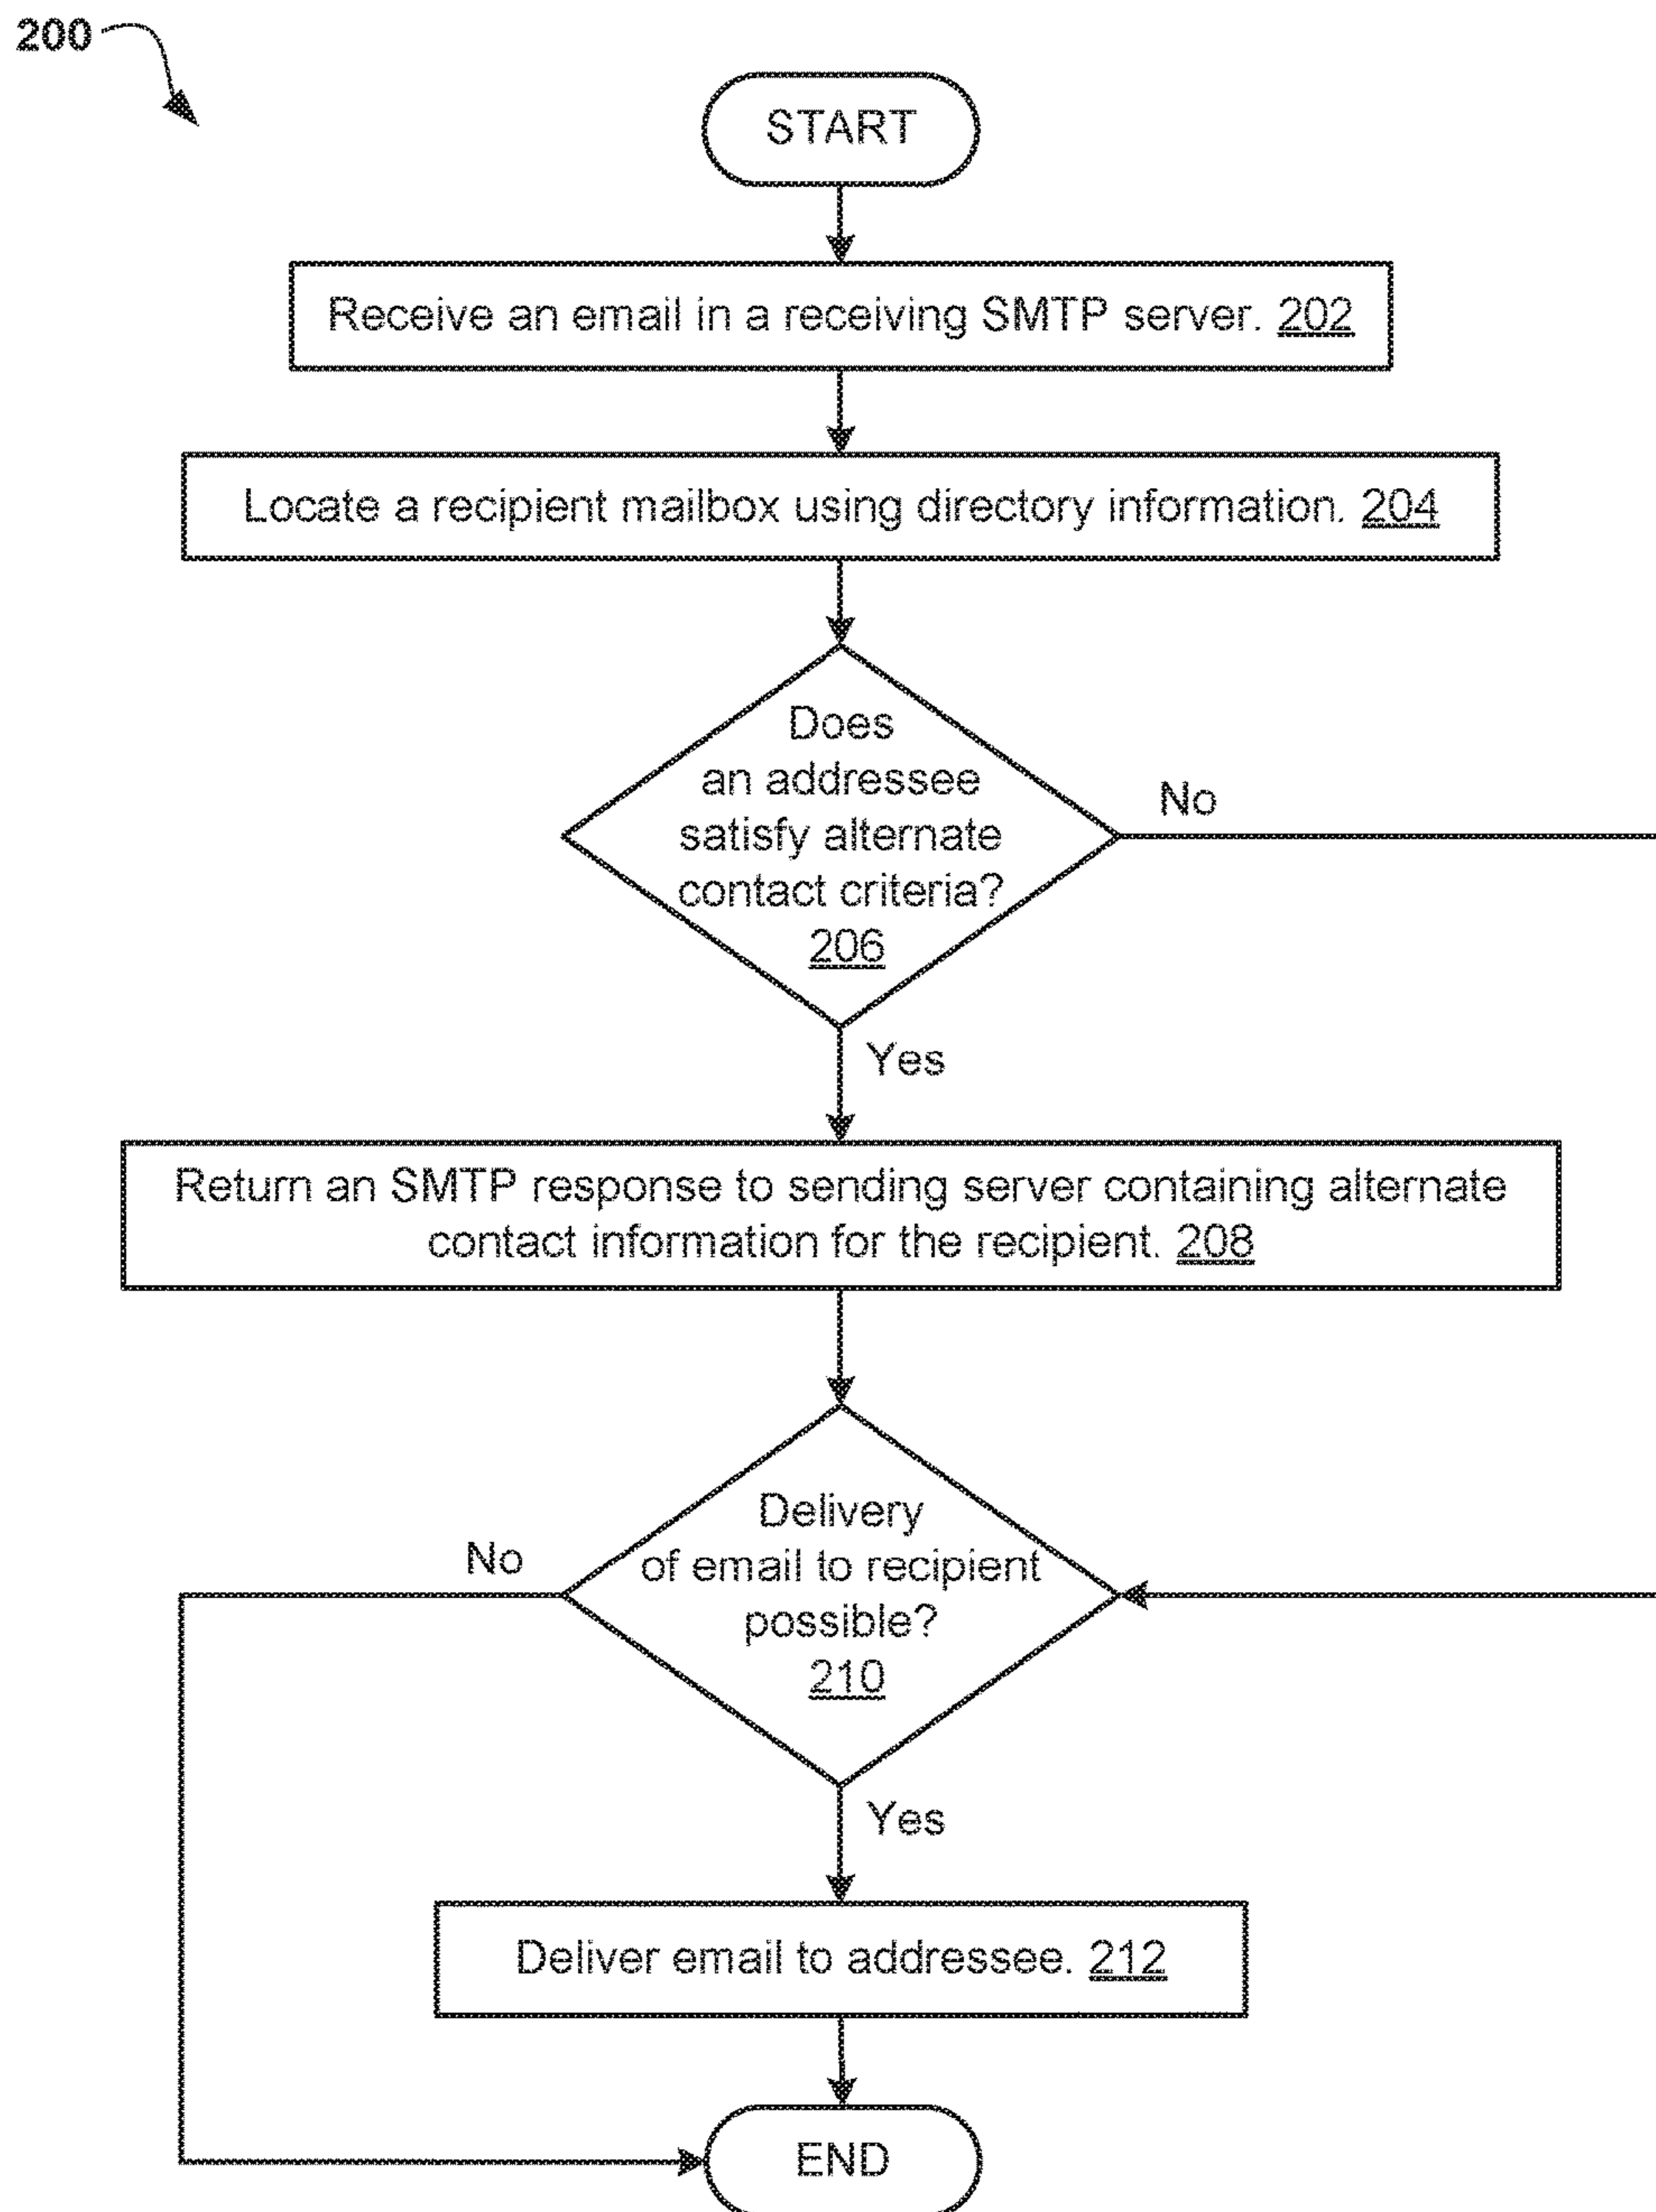 200
START
Receive an email in a receiving SMTP server. 202
Locate a recipient mailbox using directory information. 204
Does
an addressee
satisfy alternate
contact criteria?
206
No
Yes
Return an SMTP response to sending server containing alternate
contact information for the recipient. 208
Delivery
of email to recipient
possible?
210
No
Yes
Deliver email to addressee. 212
END